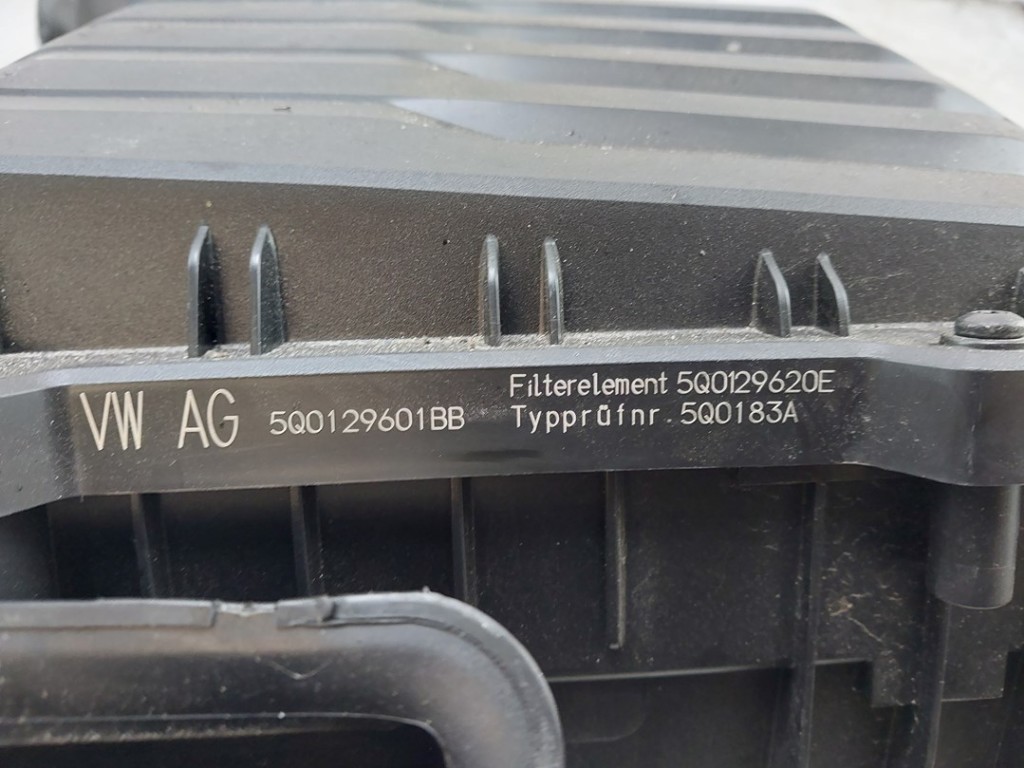 VW AG 5Q0129601BB
Filterelement 5Q0129620E
Typprüfnr. 5Q0183A